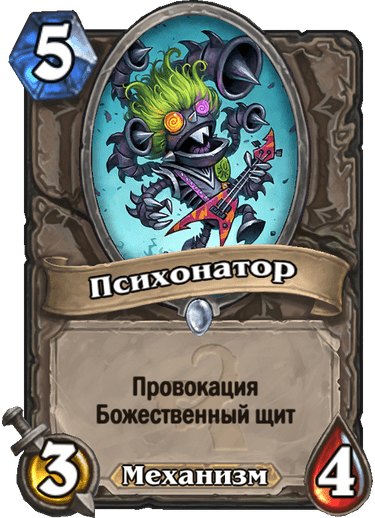 5
Психонатор
Провокация
Божественный щит
3
Механизм
4